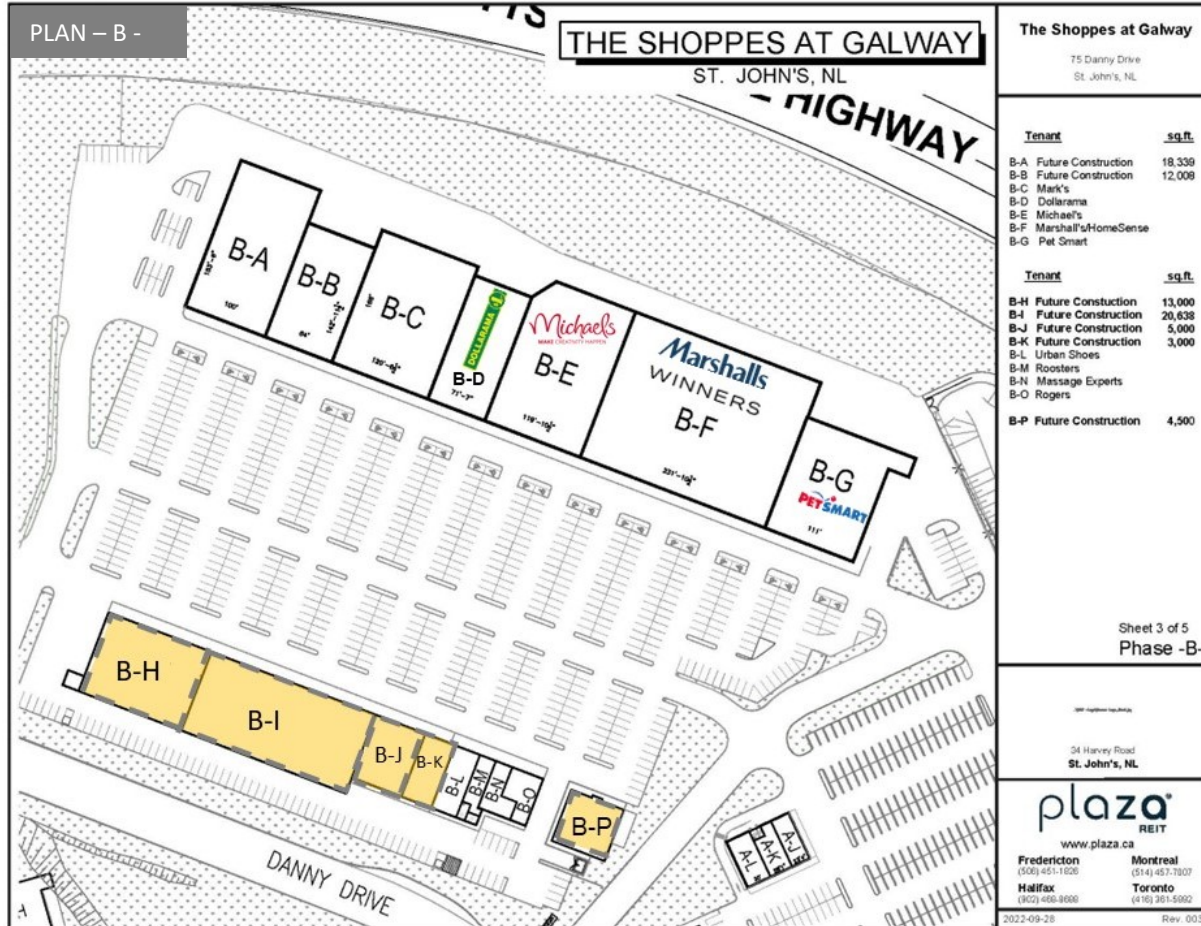 PLAN – B -
THE SHOPPES AT GALWAY
ST. JOHN'S, NL
HIGHWAY
B-A
B-B
B-C
DOLLARAMA
B-D
Michaels
MAKE CREATIVITY HAPPEN
B-E
Marshalls
WINNERS
B-F
B-G
PETSMART
100'
111'
B-H
B-I
B-J
B-K
B-L
B-M
B-N
B-O
B-P
A-L
A-K
A-J
DANNY DRIVE
The Shoppes at Galway
75 Danny Drive
St. John's, NL
Tenant sq.ft.
B-A Future Construction 18,339
B-B Future Construction 12,008
B-C Mark's
B-D Dollarama
B-E Michael's
B-F Marshall's/HomeSense
B-G Pet Smart
Tenant sq.ft.
B-H Future Constuction 13,000
B-I Future Construction 20,638
B-J Future Construction 5,000
B-K Future Construction 3,000
B-L Urban Shoes
B-M Roosters
B-N Massage Experts
B-O Rogers
B-P Future Construction 4,500
Sheet 3 of 5
Phase -B-
34 Harvey Road
St. John's, NL
plaza
REIT
www.plaza.ca
Fredericton Montreal
(506) 451-1826 (514) 457-7007
Halifax Toronto
2022-09-28 Rev. 003